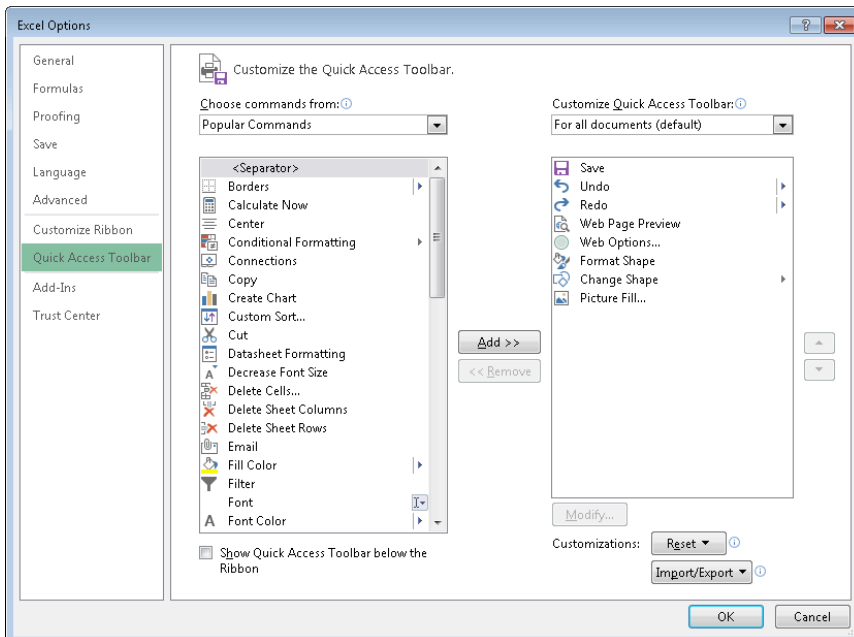 Excel Options
General
Formulas
Proofing
Save
Language
Advanced
Customize Ribbon
Quick Access Toolbar
Add-Ins
Trust Center
Customize the Quick Access Toolbar.
Choose commands from:
Popular Commands
<Separator>
Borders
Calculate Now
Center
Conditional Formatting
Connections
Copy
Create Chart
Custom Sort...
Cut
Datasheet Formatting
Decrease Font Size
Delete Cells...
Delete Sheet Columns
Delete Sheet Rows
Email
Fill Color
Filter
Font
Font Color
Show Quick Access Toolbar below the
Ribbon
Add >>
<< Remove
Customize Quick Access Toolbar:
For all documents (default)
Save
Undo
Redo
Web Page Preview
Web Options...
Format Shape
Change Shape
Picture Fill...
Modify...
Customizations:
Reset
Import/Export
OK
Cancel